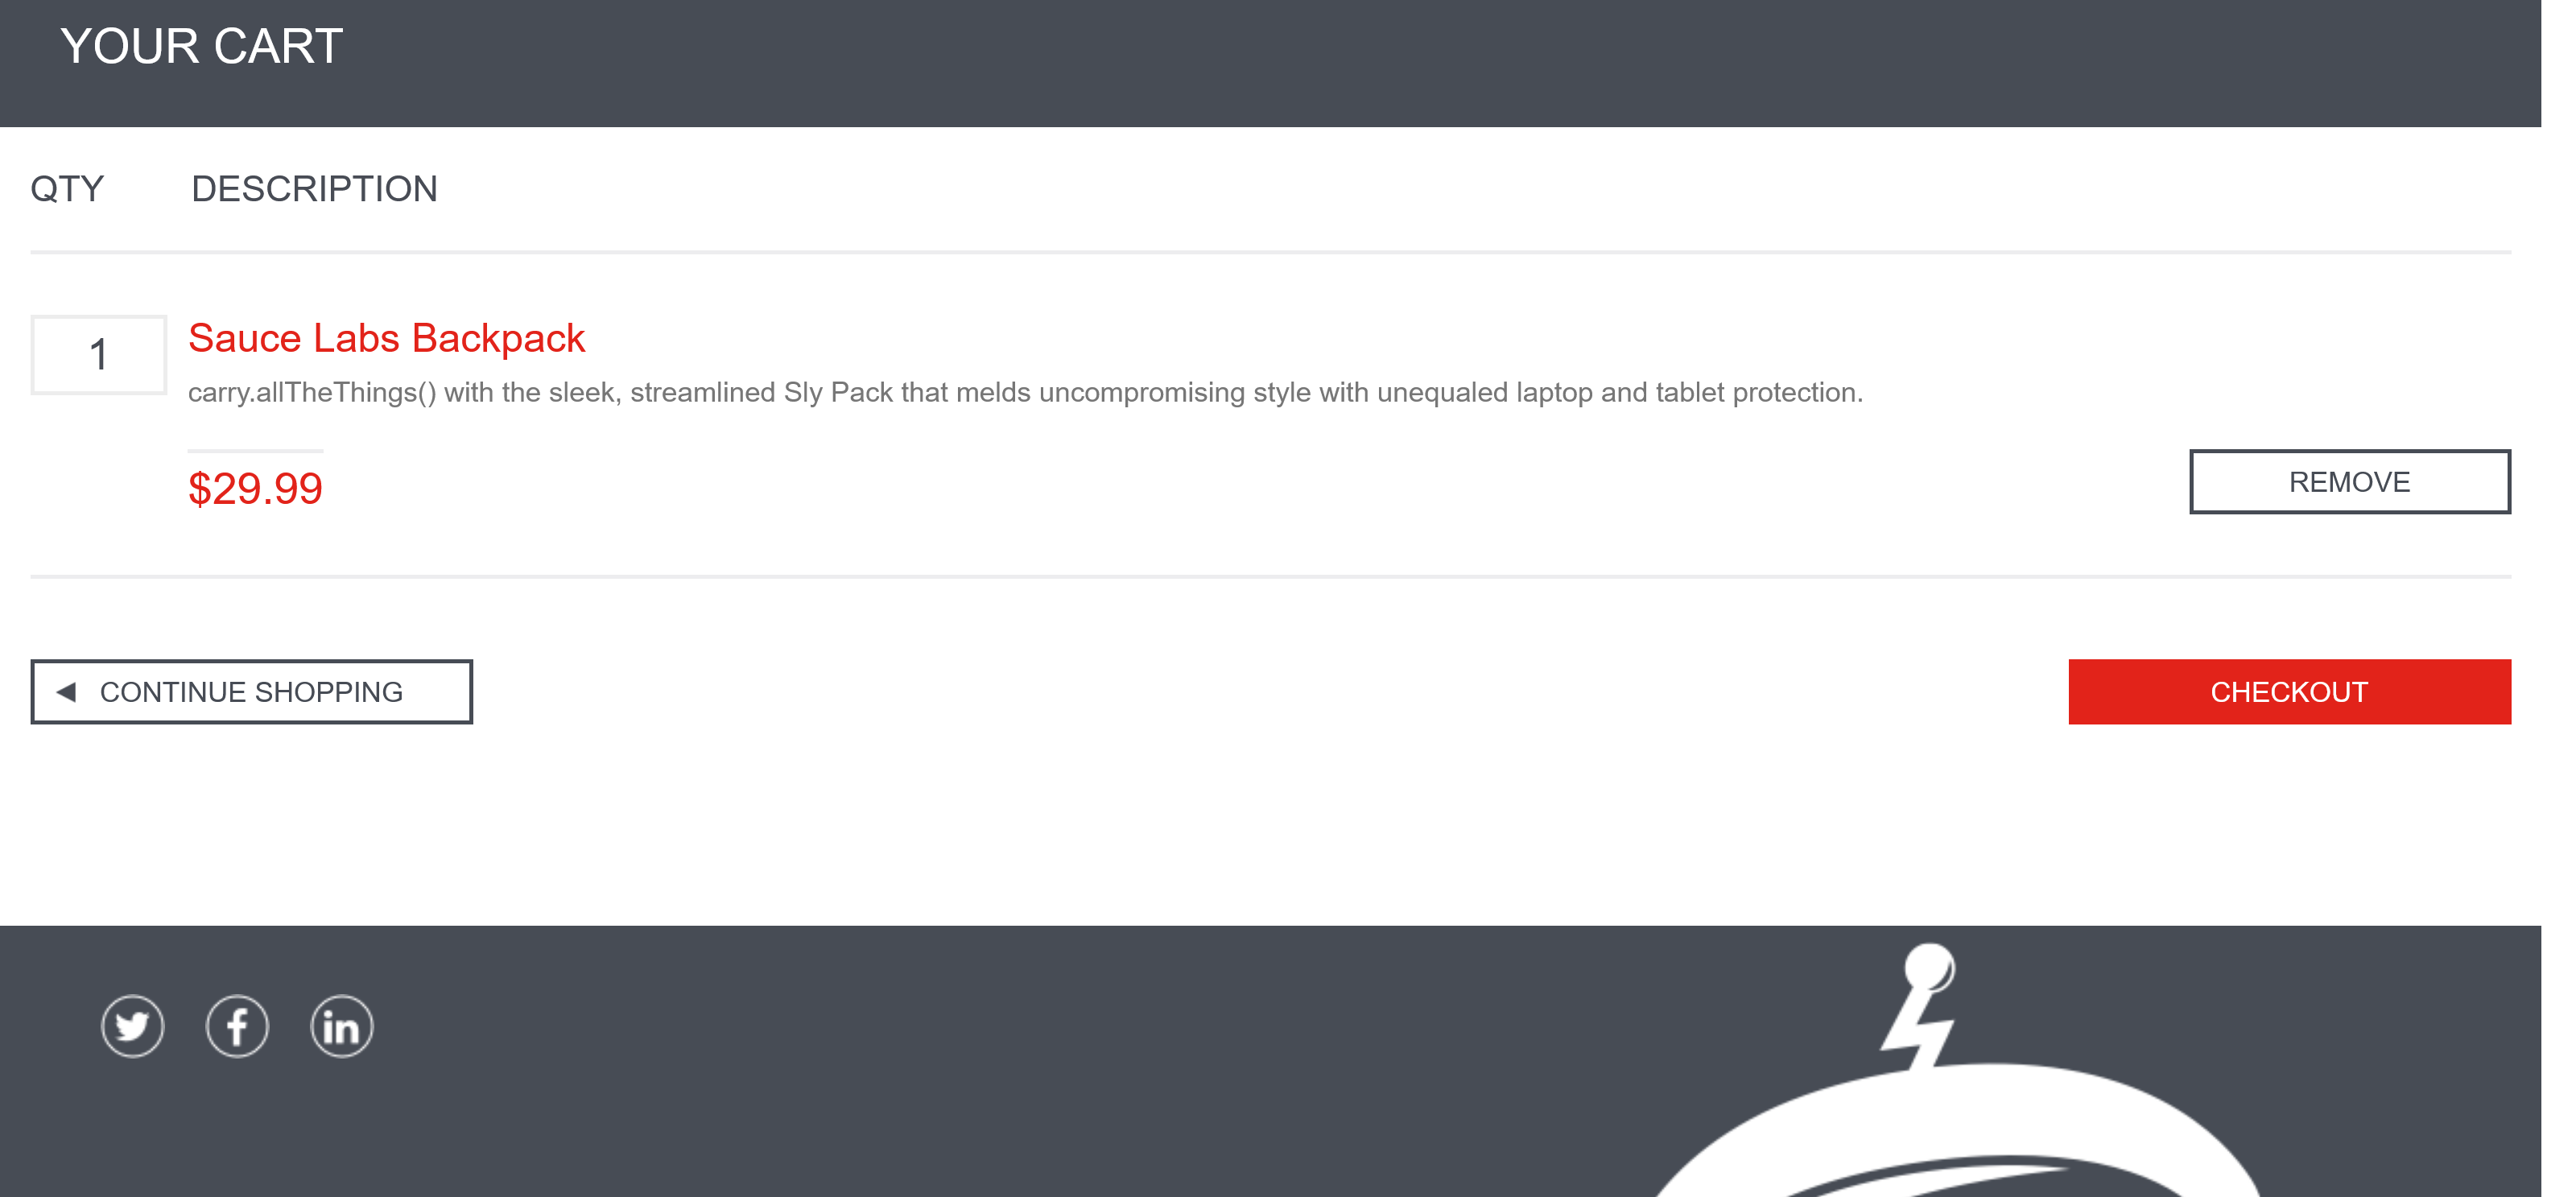 YOUR CART
QTY DESCRIPTION
1 Sauce Labs Backpack
carry.allTheThings() with the sleek, streamlined Sly Pack that melds uncompromising style with unequaled laptop and tablet protection.
$29.99 REMOVE
CONTINUE SHOPPING CHECKOUT